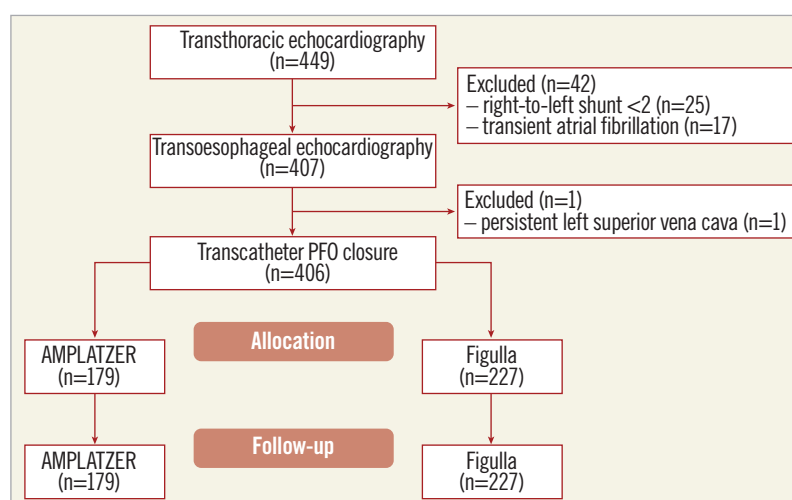 Transthoracic echocardiography
(n=449)
Excluded (n=42)
– right-to-left shunt <2 (n=25)
– transient atrial fibrillation (n=17)
Transoesophageal echocardiography
(n=407)
Excluded (n=1)
– persistent left superior vena cava (n=1)
Transcatheter PFO closure
(n=406)
Allocation
AMPLATZER
(n=179)
Figulla
(n=227)
Follow-up
AMPLATZER
(n=179)
Figulla
(n=227)